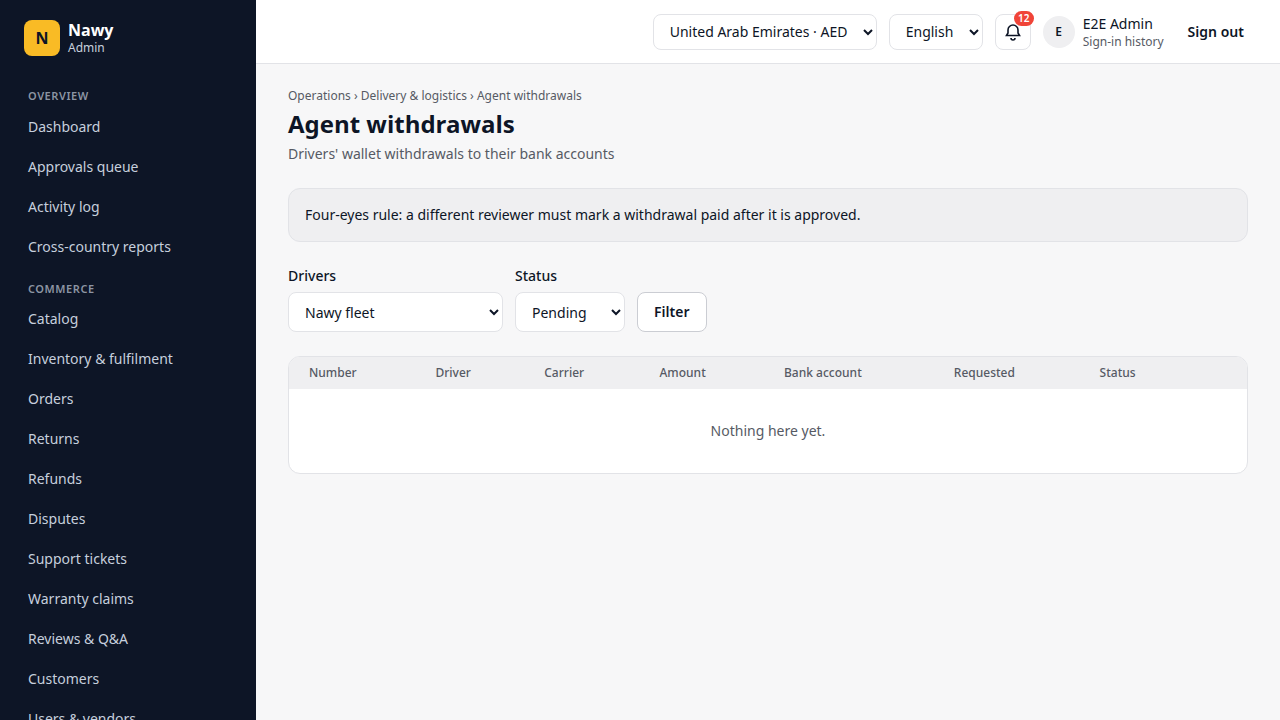 N
Nawy
Admin
OVERVIEW
Dashboard
Approvals queue
Activity log
Cross-country reports
COMMERCE
Catalog
Inventory & fulfilment
Orders
Returns
Refunds
Disputes
Support tickets
Warranty claims
Reviews & Q&A
Customers
Users & vendors
United Arab Emirates · AED
English
12
E
E2E Admin
Sign-in history
Sign out
Operations › Delivery & logistics › Agent withdrawals
Agent withdrawals
Drivers' wallet withdrawals to their bank accounts
Four-eyes rule: a different reviewer must mark a withdrawal paid after it is approved.
Drivers Status
Nawy fleet Pending Filter
Number Driver Carrier Amount Bank account Requested Status
Nothing here yet.